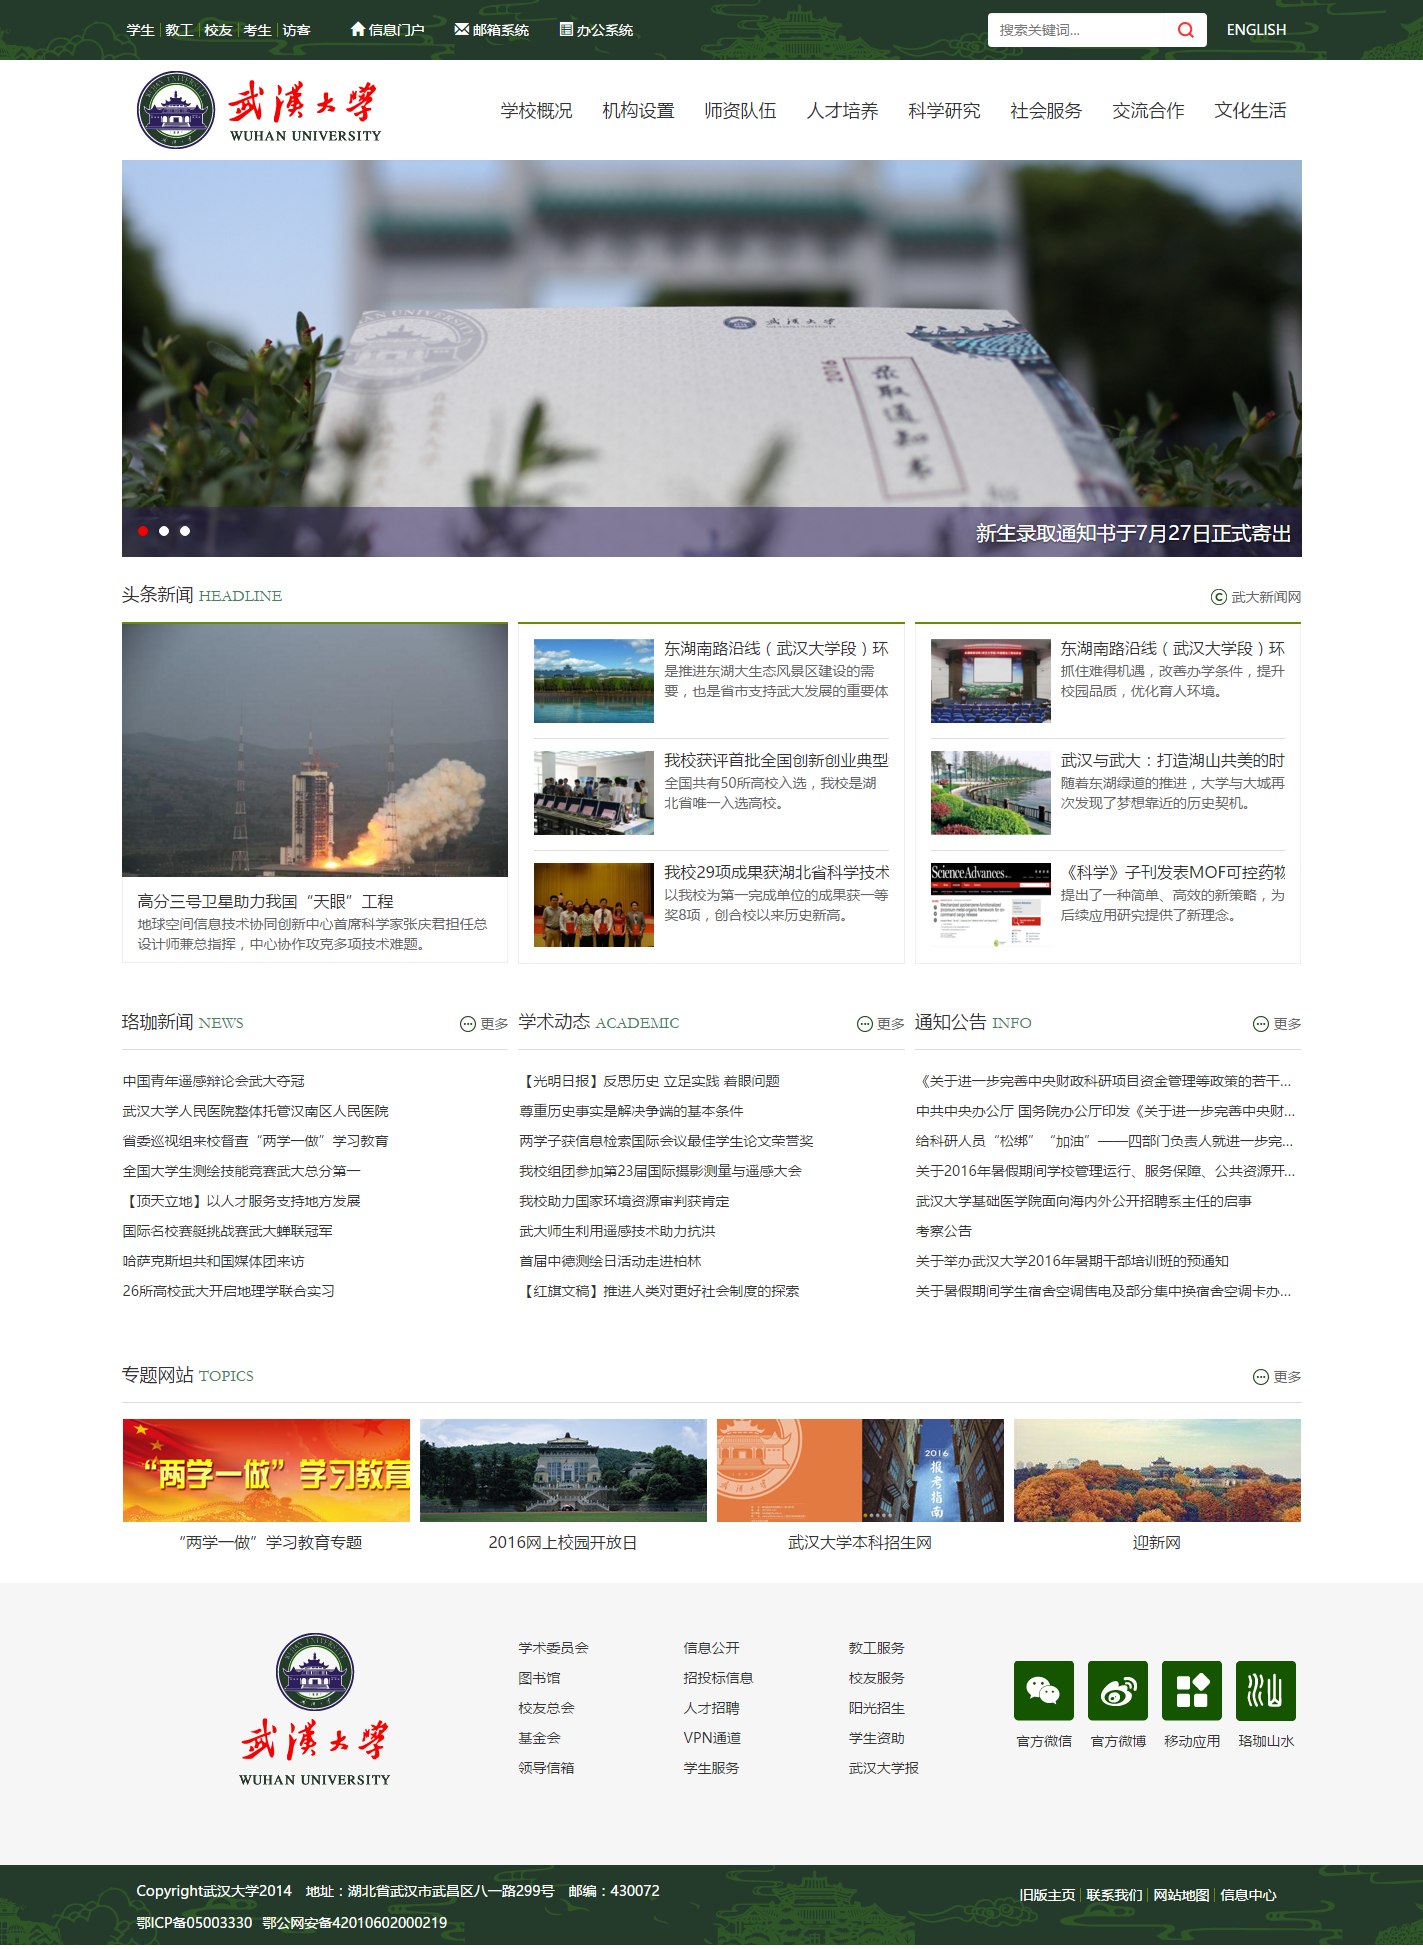 学生 | 教工 | 校友 | 考生 | 访客 信息门户 邮箱系统 办公系统 搜索关键词... ENGLISH
武汉大学
WUHAN UNIVERSITY
学校概况 机构设置 师资队伍 人才培养 科学研究 社会服务 交流合作 文化生活
武汉大学
2016
录取通知书
新生录取通知书于7月27日正式寄出
头条新闻 HEADLINE
武大新闻网
高分三号卫星助力我国“天眼”工程
地球空间信息技术协同创新中心首席科学家张庆君担任总
设计师兼总指挥，中心协作攻克多项技术难题。
东湖南路沿线（武汉大学段）环
是推进东湖大生态风景区建设的需
要，也是省市支持武大发展的重要体
我校获评首批全国创新创业典型
全国共有50所高校入选，我校是湖
北省唯一入选高校。
我校29项成果获湖北省科学技术
以我校为第一完成单位的成果获一等
奖8项，创合校以来历史新高。
东湖南路沿线（武汉大学段）环
抓住难得机遇，改善办学条件，提升
校园品质，优化育人环境。
武汉与武大：打造湖山共美的时
随着东湖绿道的推进，大学与大城再
次发现了梦想靠近的历史契机。
Science Advances
《科学》子刊发表MOF可控药物
提出了一种简单、高效的新策略，为
后续应用研究提供了新理念。
珞珈新闻 NEWS
更多
中国青年遥感辩论会武大夺冠
武汉大学人民医院整体托管汉南区人民医院
省委巡视组来校督查“两学一做”学习教育
全国大学生测绘技能竞赛武大总分第一
【顶天立地】以人才服务支持地方发展
国际名校赛艇挑战赛武大蝉联冠军
哈萨克斯坦共和国媒体团来访
26所高校武大开启地理学联合实习
学术动态 ACADEMIC
更多
【光明日报】反思历史 立足实践 着眼问题
尊重历史事实是解决争端的基本条件
两学子获信息检索国际会议最佳学生论文荣誉奖
我校组团参加第23届国际摄影测量与遥感大会
我校助力国家环境资源审判获肯定
武大师生利用遥感技术助力抗洪
首届中德测绘日活动走进柏林
【红旗文稿】推进人类对更好社会制度的探索
通知公告 INFO
更多
《关于进一步完善中央财政科研项目资金管理等政策的若干...
中共中央办公厅 国务院办公厅印发《关于进一步完善中央财...
给科研人员“松绑”“加油”——四部门负责人就进一步完...
关于2016年暑假期间学校管理运行、服务保障、公共资源开...
武汉大学基础医学院面向海内外公开招聘系主任的启事
考察公告
关于举办武汉大学2016年暑期干部培训班的预通知
关于暑假期间学生宿舍空调售电及部分集中换宿舍空调卡办...
专题网站 TOPICS
更多
“两学一做”学习教育
2016
报考指南
“两学一做”学习教育专题
2016网上校园开放日
武汉大学本科招生网
迎新网
武汉大学
WUHAN UNIVERSITY
学术委员会 信息公开 教工服务
图书馆 招投标信息 校友服务
校友总会 人才招聘 阳光招生
基金会 VPN通道 学生资助
领导信箱 学生服务 武汉大学报
官方微信 官方微博 移动应用 珞珈山水
Copyright武汉大学2014 地址：湖北省武汉市武昌区八一路299号 邮编：430072
鄂ICP备05003330 鄂公网安备42010602000219
旧版主页 | 联系我们 | 网站地图 | 信息中心